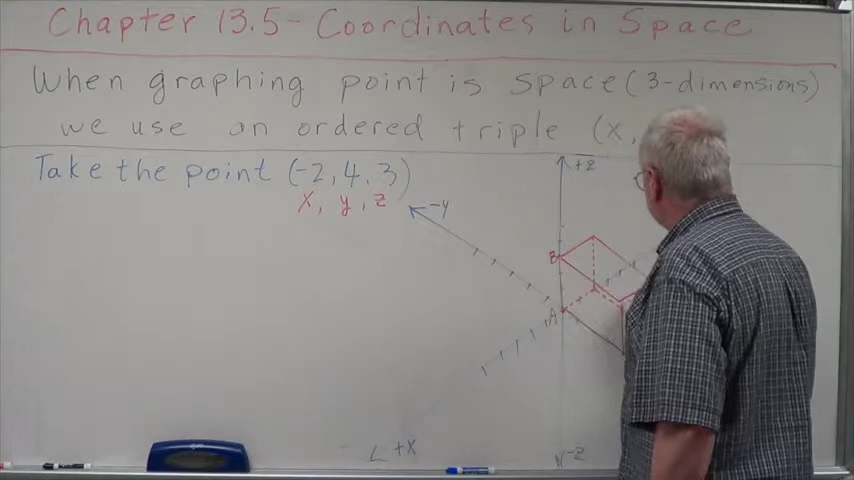 Chapter 13.5 - Coordinates in Space
When graphing point is space (3-dimensions)
we use an ordered triple (x,
Take the point (-2, 4, 3)
x, y, z
+z
-y
B
A
+x
-z